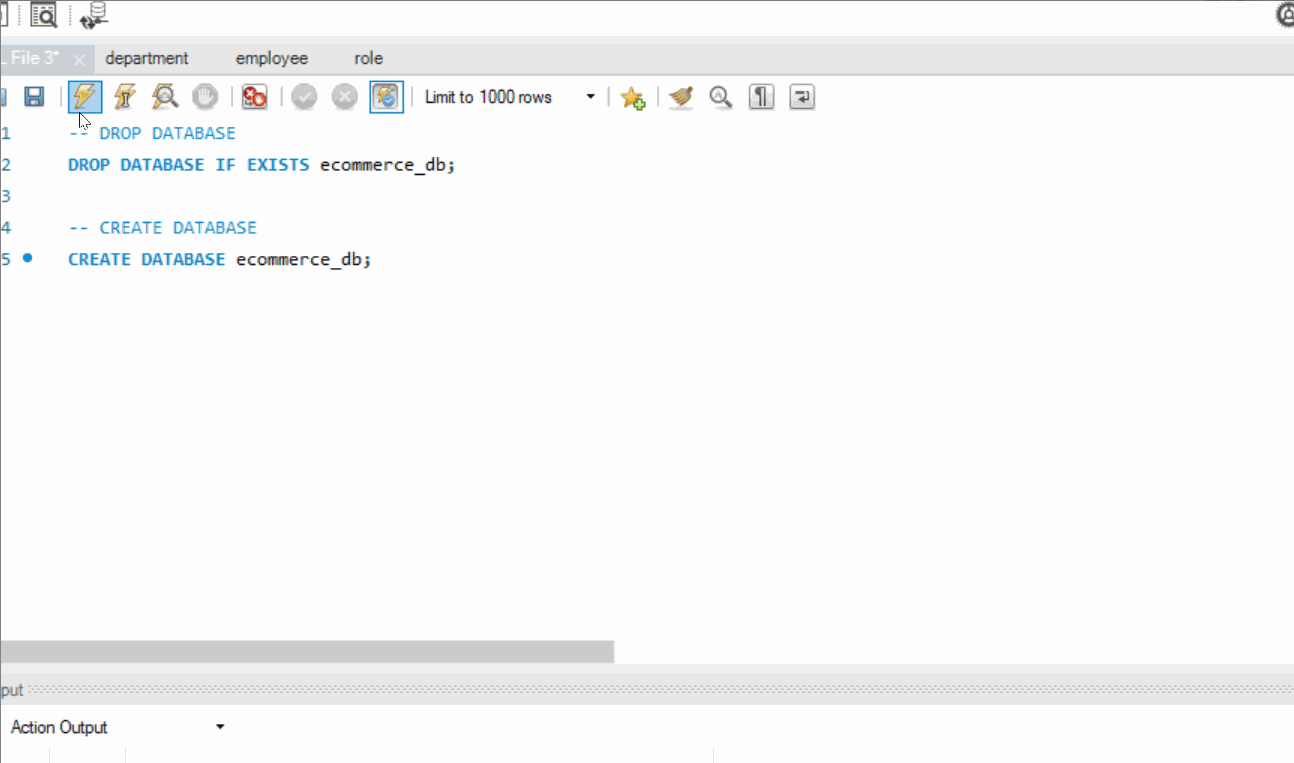 L File 3* × department employee role
Limit to 1000 rows
1 -- DROP DATABASE
2 DROP DATABASE IF EXISTS ecommerce_db;
3
4 -- CREATE DATABASE
5 CREATE DATABASE ecommerce_db;
put
Action Output